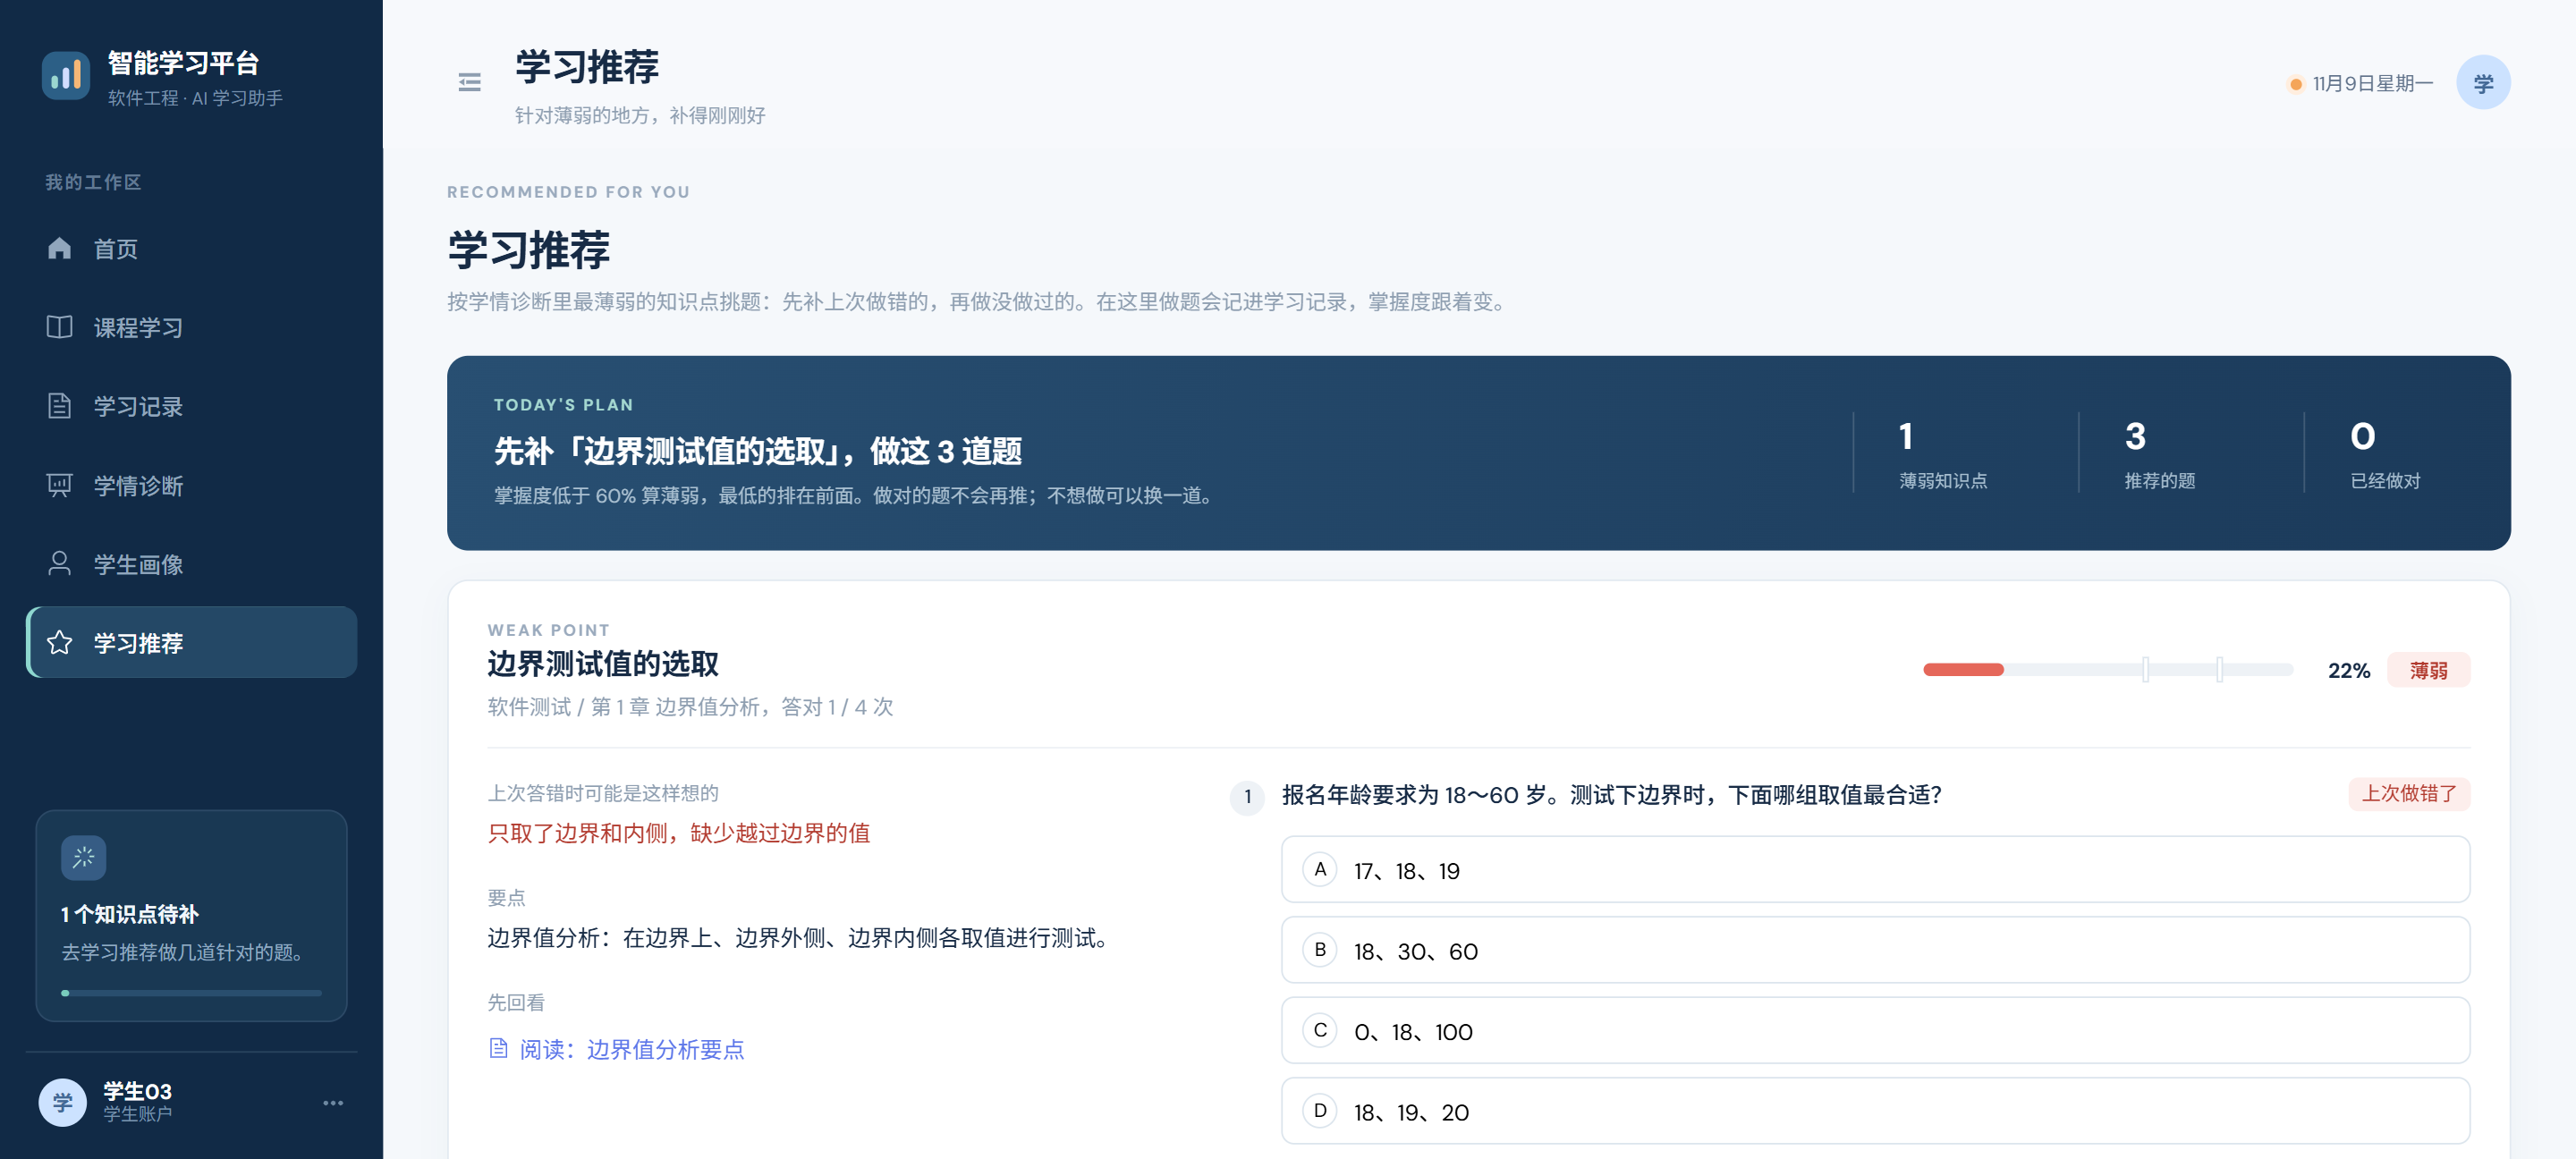 智能学习平台
软件工程 · AI 学习助手
我的工作区
首页
课程学习
学习记录
学情诊断
学生画像
学习推荐
1 个知识点待补
去学习推荐做几道针对的题。
学
学生03
学生账户
学习推荐
针对薄弱的地方，补得刚刚好
11月9日星期一
学
RECOMMENDED FOR YOU
学习推荐
按学情诊断里最薄弱的知识点挑题：先补上次做错的，再做没做过的。在这里做题会记进学习记录，掌握度跟着变。
TODAY'S PLAN
先补「边界测试值的选取」，做这 3 道题
掌握度低于 60% 算薄弱，最低的排在前面。做对的题不会再推；不想做可以换一道。
1
薄弱知识点
3
推荐的题
0
已经做对
WEAK POINT
边界测试值的选取
软件测试 / 第 1 章 边界值分析，答对 1 / 4 次
22%
薄弱
上次答错时可能是这样想的
只取了边界和内侧，缺少越过边界的值
要点
边界值分析：在边界上、边界外侧、边界内侧各取值进行测试。
先回看
阅读：边界值分析要点
1 报名年龄要求为 18～60 岁。测试下边界时，下面哪组取值最合适？
上次做错了
A 17、18、19
B 18、30、60
C 0、18、100
D 18、19、20